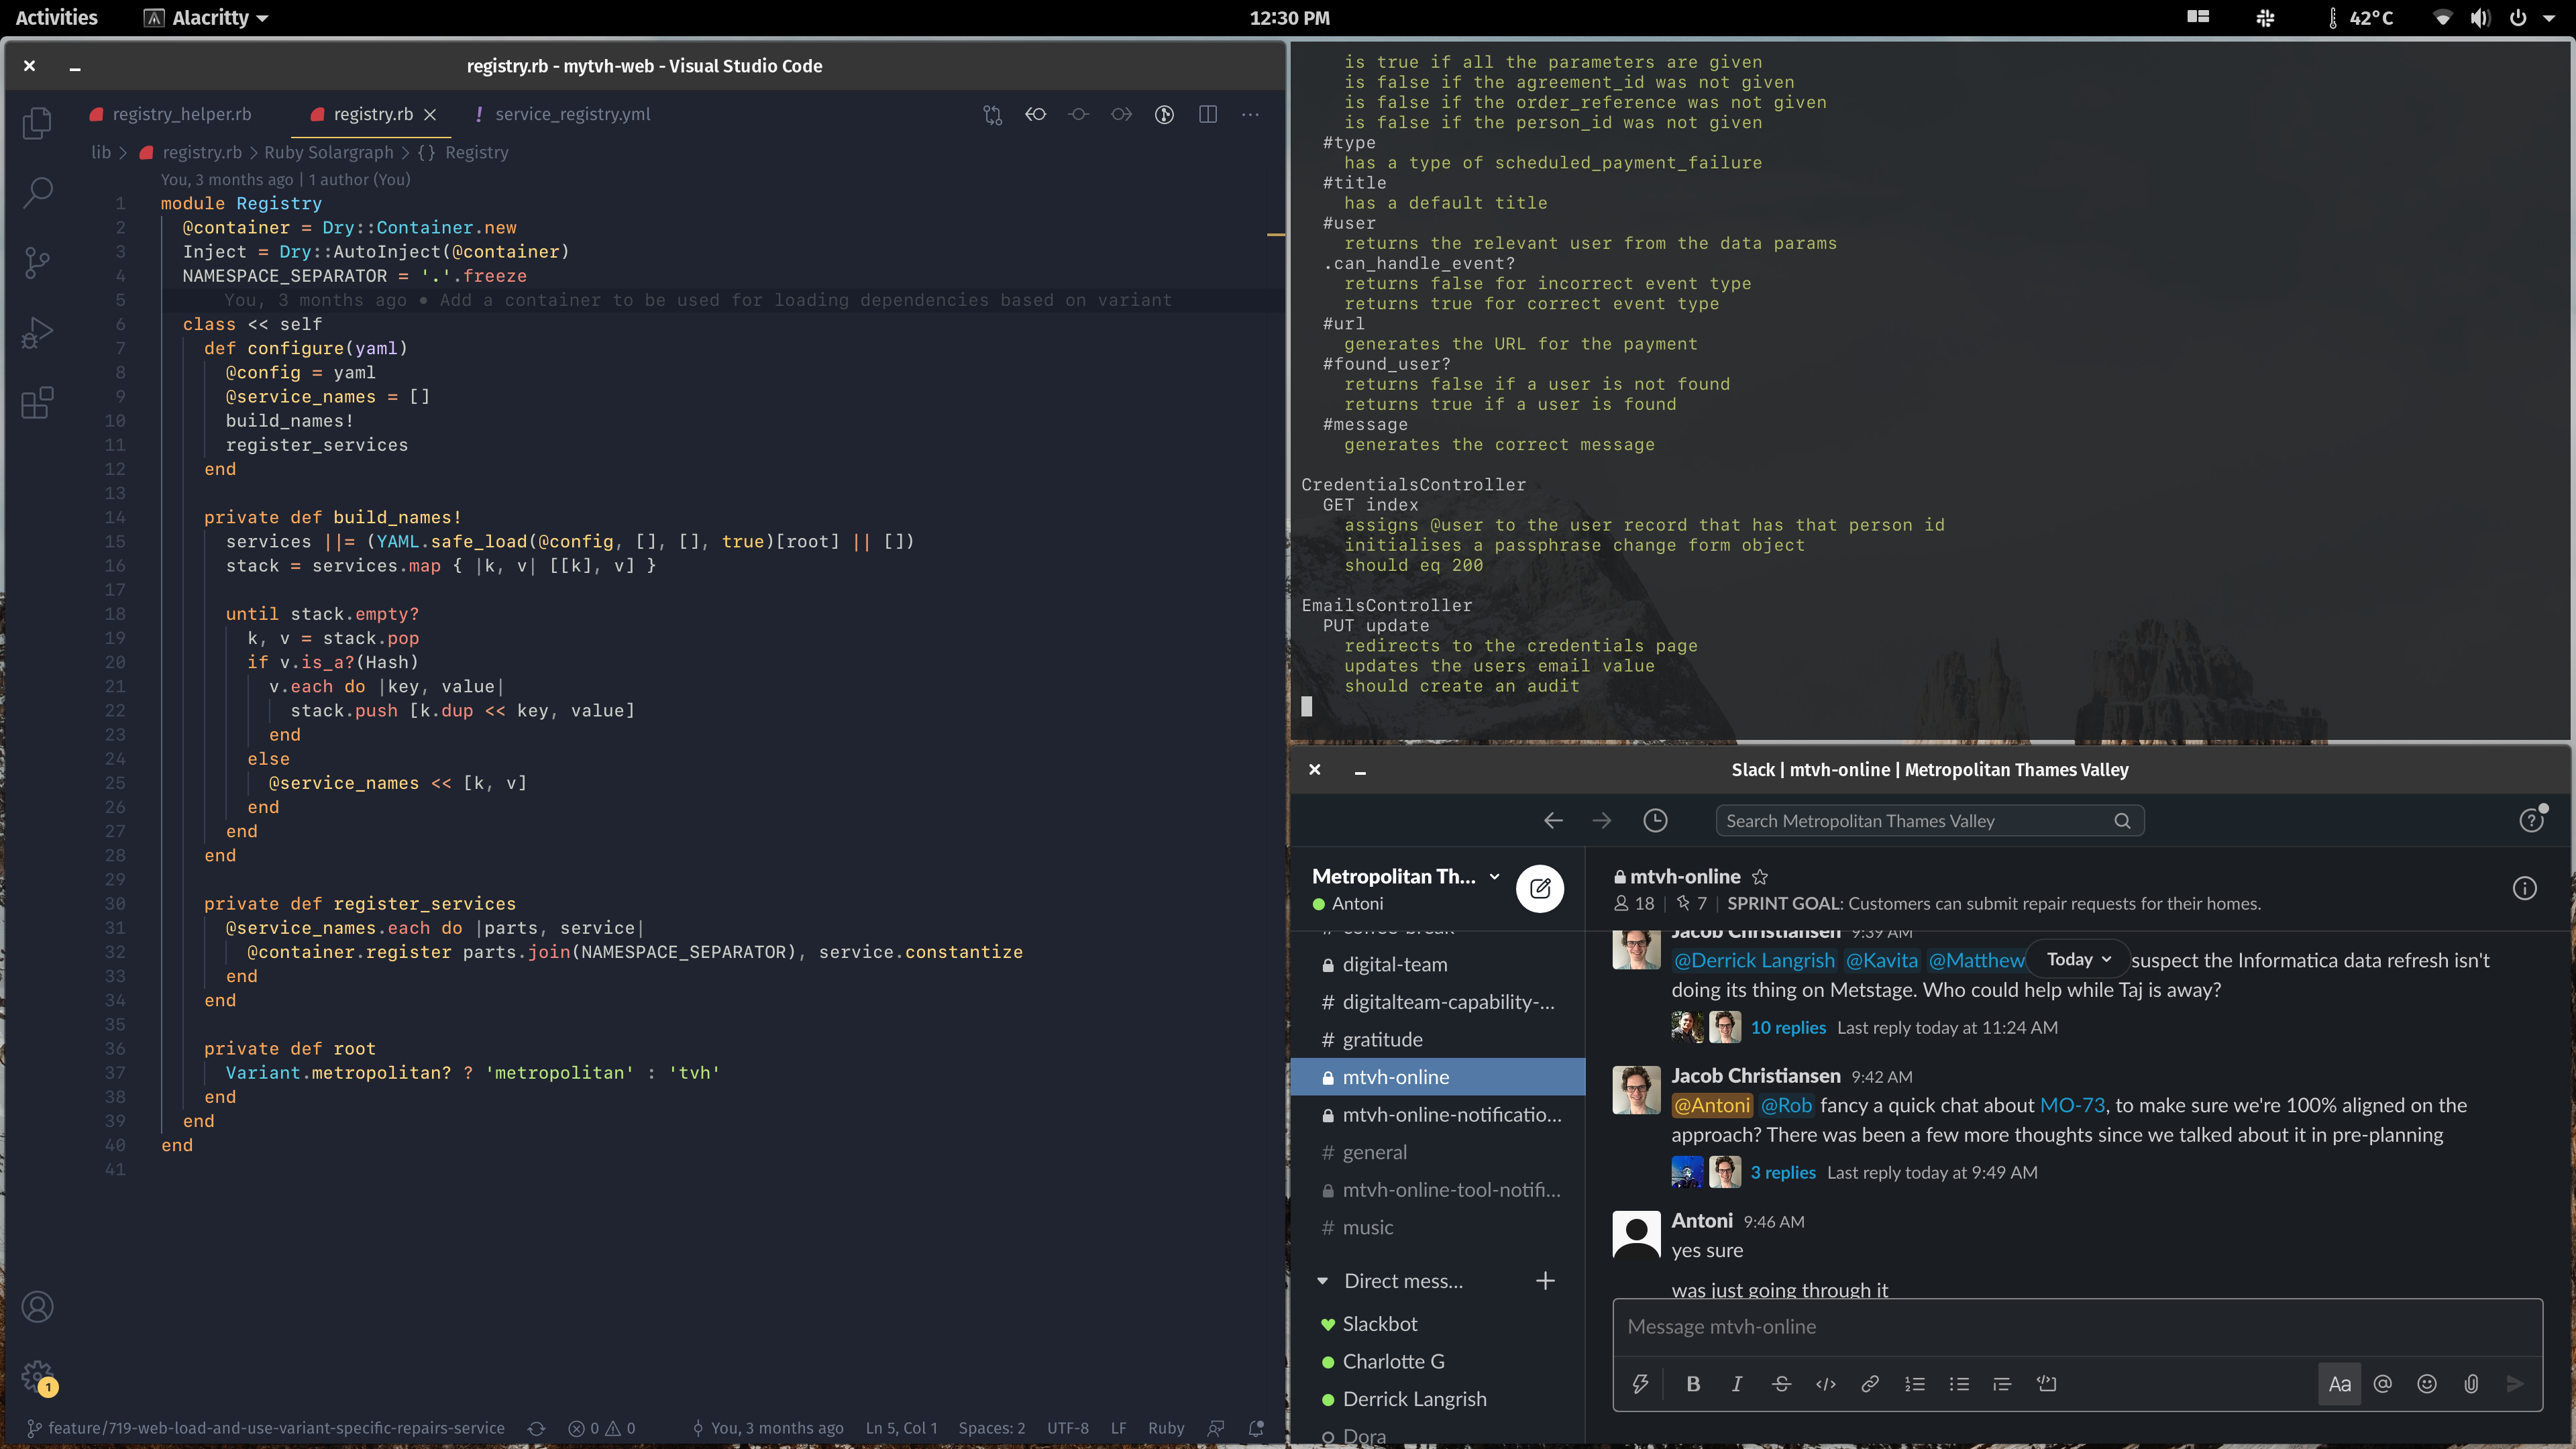 Activities
Alacritty
12:30 PM
42°C
registry.rb - mytvh-web - Visual Studio Code
registry_helper.rb
registry.rb
! service_registry.yml
lib > registry.rb > Ruby Solargraph > {} Registry
You, 3 months ago | 1 author (You)
1 module Registry
2 @container = Dry::Container.new
3 Inject = Dry::AutoInject(@container)
4 NAMESPACE_SEPARATOR = '.'.freeze
5 You, 3 months ago • Add a container to be used for loading dependencies based on variant
6 class << self
7 def configure(yaml)
8 @config = yaml
9 @service_names = []
10 build_names!
11 register_services
12 end
13
14 private def build_names!
15 services ||= (YAML.safe_load(@config, [], [], true)[root] || [])
16 stack = services.map { |k, v| [[k], v] }
17
18 until stack.empty?
19 k, v = stack.pop
20 if v.is_a?(Hash)
21 v.each do |key, value|
22 stack.push [k.dup << key, value]
23 end
24 else
25 @service_names << [k, v]
26 end
27 end
28 end
29
30 private def register_services
31 @service_names.each do |parts, service|
32 @container.register parts.join(NAMESPACE_SEPARATOR), service.constantize
33 end
34 end
35
36 private def root
37 Variant.metropolitan? ? 'metropolitan' : 'tvh'
38 end
39 end
40 end
41
1
feature/719-web-load-and-use-variant-specific-repairs-service
0
0
You, 3 months ago
Ln 5, Col 1
Spaces: 2
UTF-8
LF
Ruby
is true if all the parameters are given
is false if the agreement_id was not given
is false if the order_reference was not given
is false if the person_id was not given
#type
has a type of scheduled_payment_failure
#title
has a default title
#user
returns the relevant user from the data params
.can_handle_event?
returns false for incorrect event type
returns true for correct event type
#url
generates the URL for the payment
#found_user?
returns false if a user is not found
returns true if a user is found
#message
generates the correct message
CredentialsController
GET index
assigns @user to the user record that has that person id
initialises a passphrase change form object
should eq 200
EmailsController
PUT update
redirects to the credentials page
updates the users email value
should create an audit
Slack | mtvh-online | Metropolitan Thames Valley
Search Metropolitan Thames Valley
Metropolitan Th...
Antoni
# coffee-break
digital-team
# digitalteam-capability-...
# gratitude
mtvh-online
mtvh-online-notificatio...
# general
mtvh-online-tool-notifi...
# music
Direct mess...
Slackbot
Charlotte G
Derrick Langrish
Dora
mtvh-online
18 | 7 | SPRINT GOAL: Customers can submit repair requests for their homes.
Jacob Christiansen 9:39 AM
@Derrick Langrish @Kavita @Matthew suspect the Informatica data refresh isn't
Today
doing its thing on Metstage. Who could help while Taj is away?
10 replies Last reply today at 11:24 AM
Jacob Christiansen 9:42 AM
@Antoni @Rob fancy a quick chat about MO-73, to make sure we're 100% aligned on the
approach? There was been a few more thoughts since we talked about it in pre-planning
3 replies Last reply today at 9:49 AM
Antoni 9:46 AM
yes sure
was just going through it
Message mtvh-online
B I S </>
Aa @